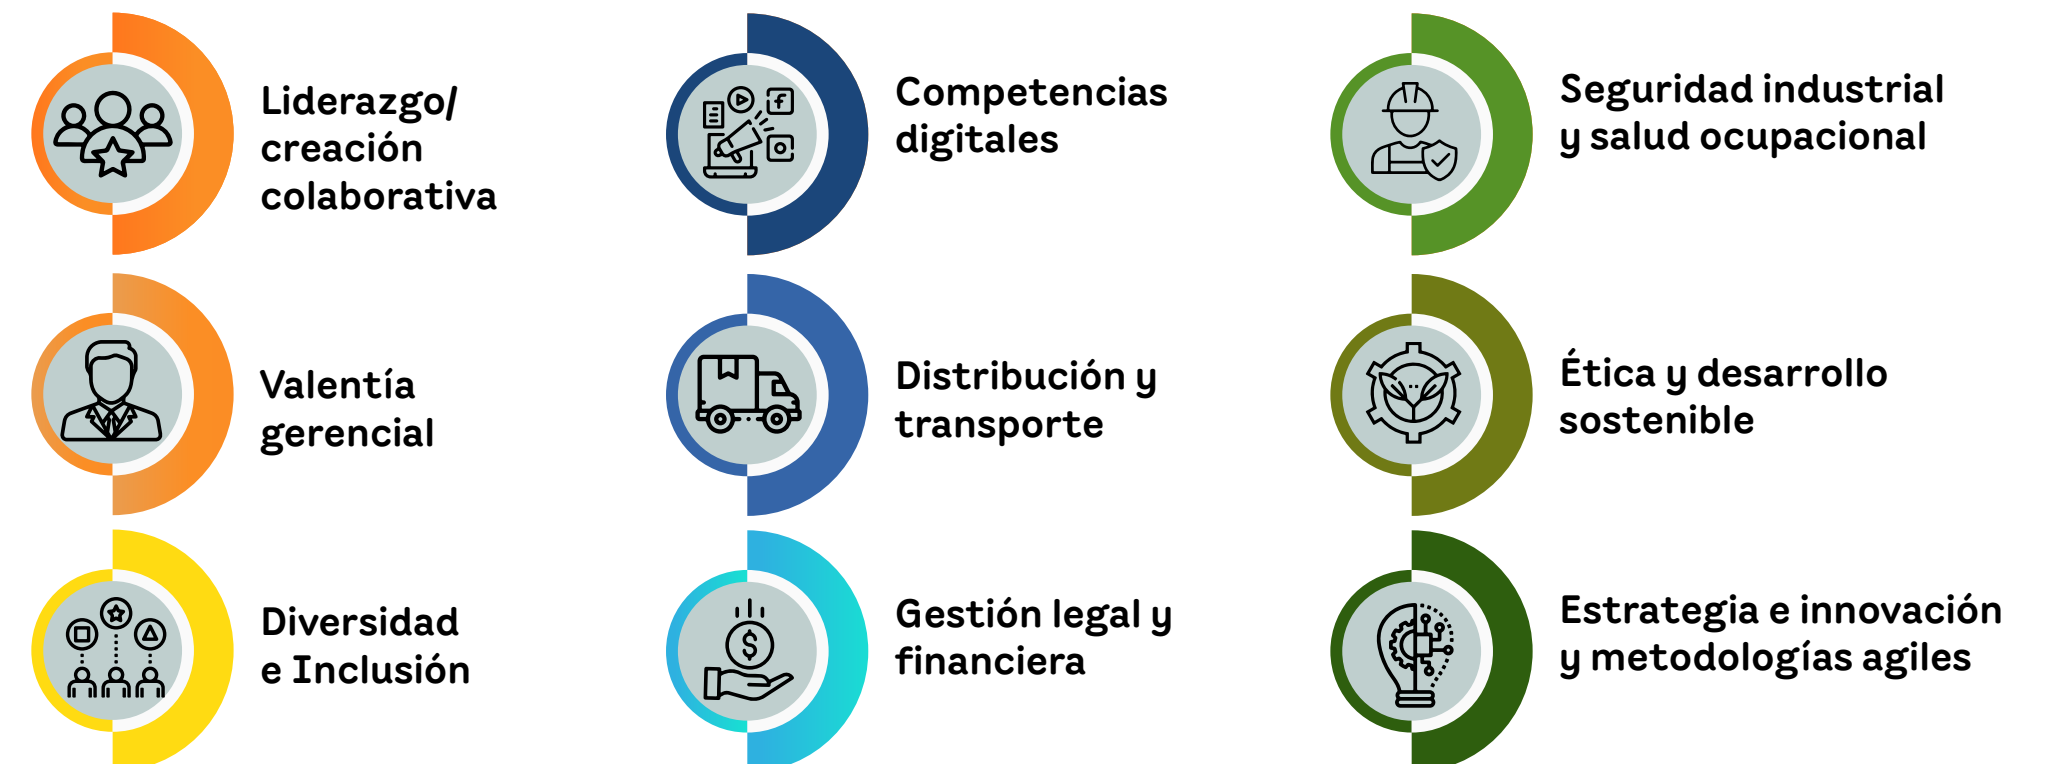 Liderazgo/
creación
colaborativa
Competencias
digitales
Seguridad industrial
y salud ocupacional
Valentía
gerencial
Distribución y
transporte
Ética y desarrollo
sostenible
Diversidad
e Inclusión
Gestión legal y
financiera
Estrategia e innovación
y metodologías agiles